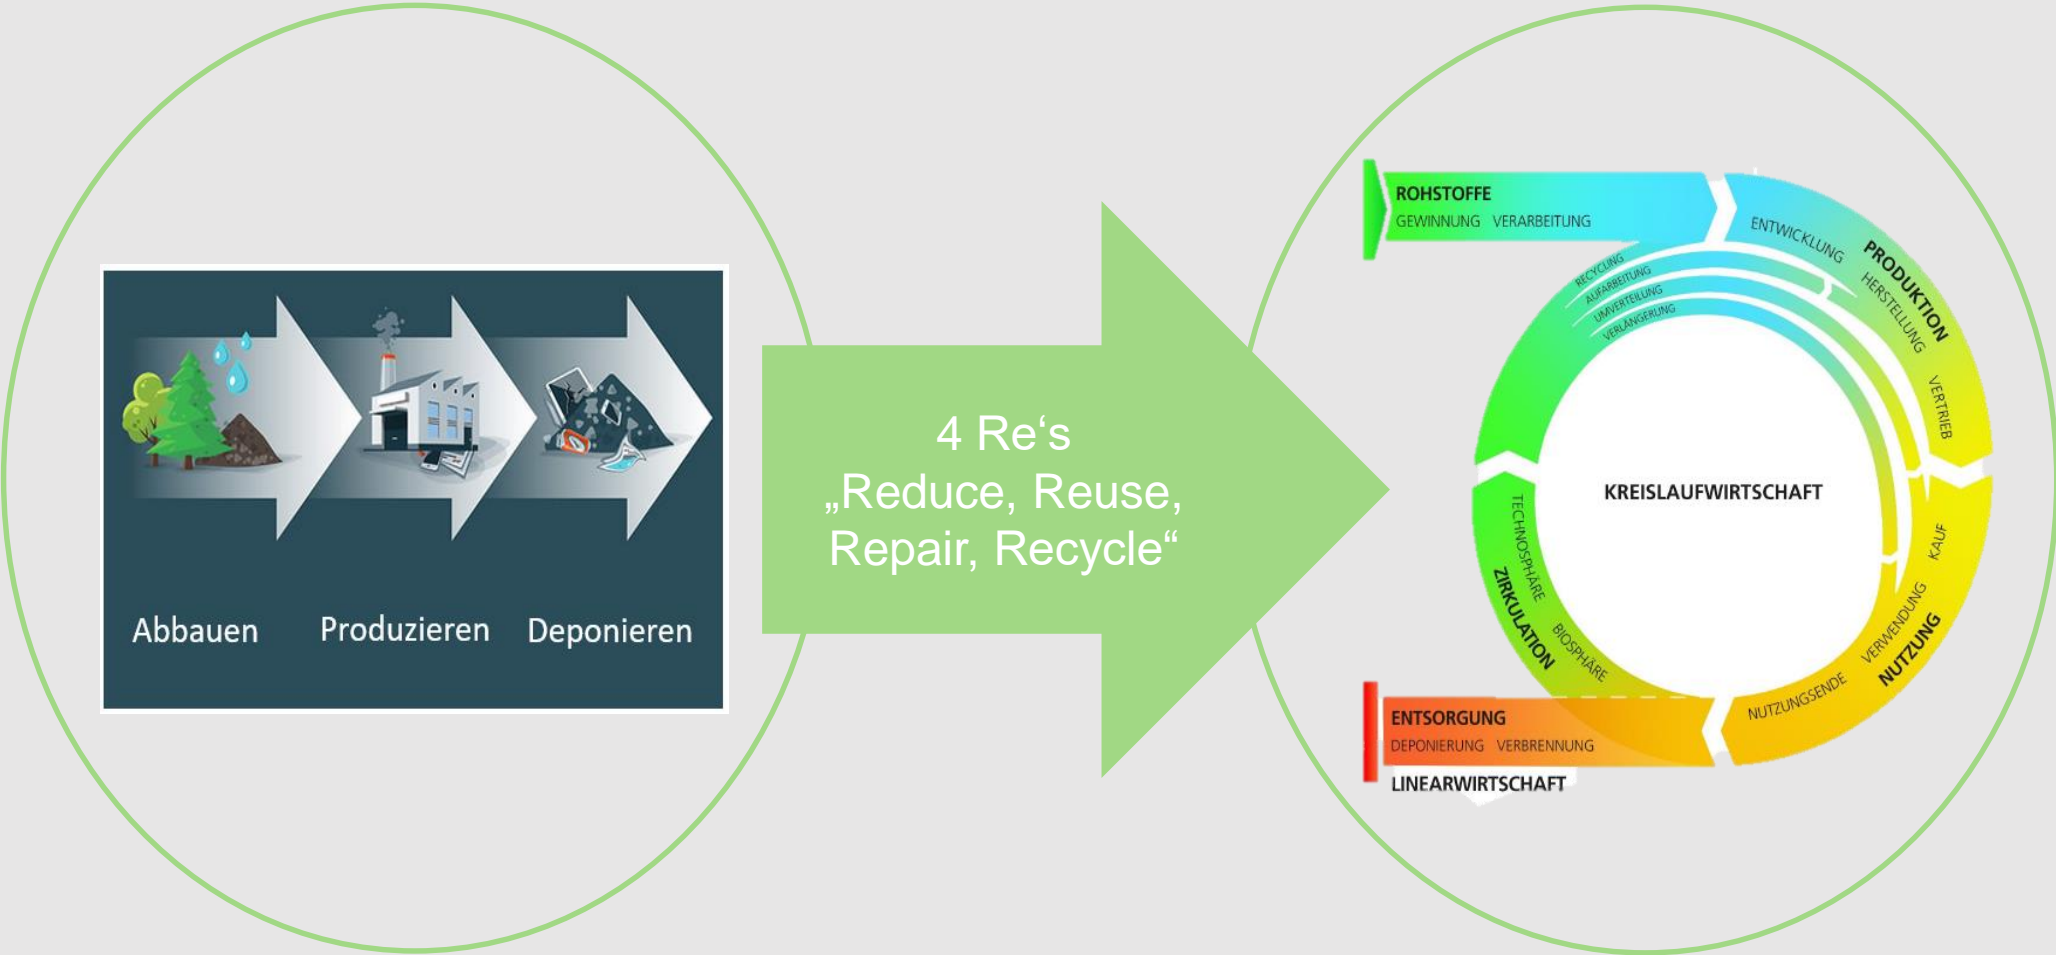 Abbauen
Produzieren
Deponieren
4 Re‘s
„Reduce, Reuse,
Repair, Recycle“
ROHSTOFFE
GEWINNUNG VERARBEITUNG
ENTWICKLUNG
PRODUKTION
HERSTELLUNG
VERTRIEB
RECYCLING
AUFARBEITUNG
UMVERTEILUNG
VERLÄNGERUNG
KREISLAUFWIRTSCHAFT
KAUF
VERWENDUNG
NUTZUNG
NUTZUNGSENDE
TECHNOSPHÄRE
ZIRKULATION
BIOSPHÄRE
ENTSORGUNG
DEPONIERUNG VERBRENNUNG
LINEARWIRTSCHAFT